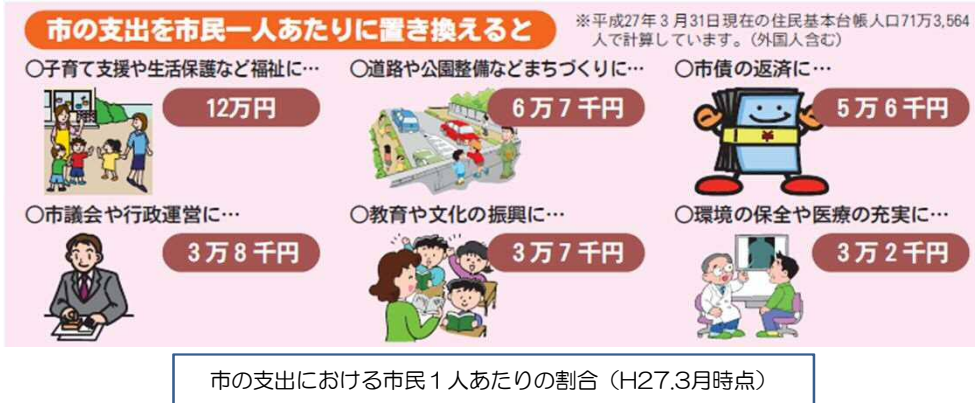 市の支出を市民一人あたりに置き換えると
※平成27年3月31日現在の住民基本台帳人口71万3,564
人で計算しています。(外国人含む)
○子育て支援や生活保護など福祉に…
12万円
○道路や公園整備などまちづくりに…
6万7千円
○市債の返済に…
5万6千円
○市議会や行政運営に…
3万8千円
○教育や文化の振興に…
3万7千円
○環境の保全や医療の充実に…
3万2千円
市の支出における市民1人あたりの割合(H27.3月時点)